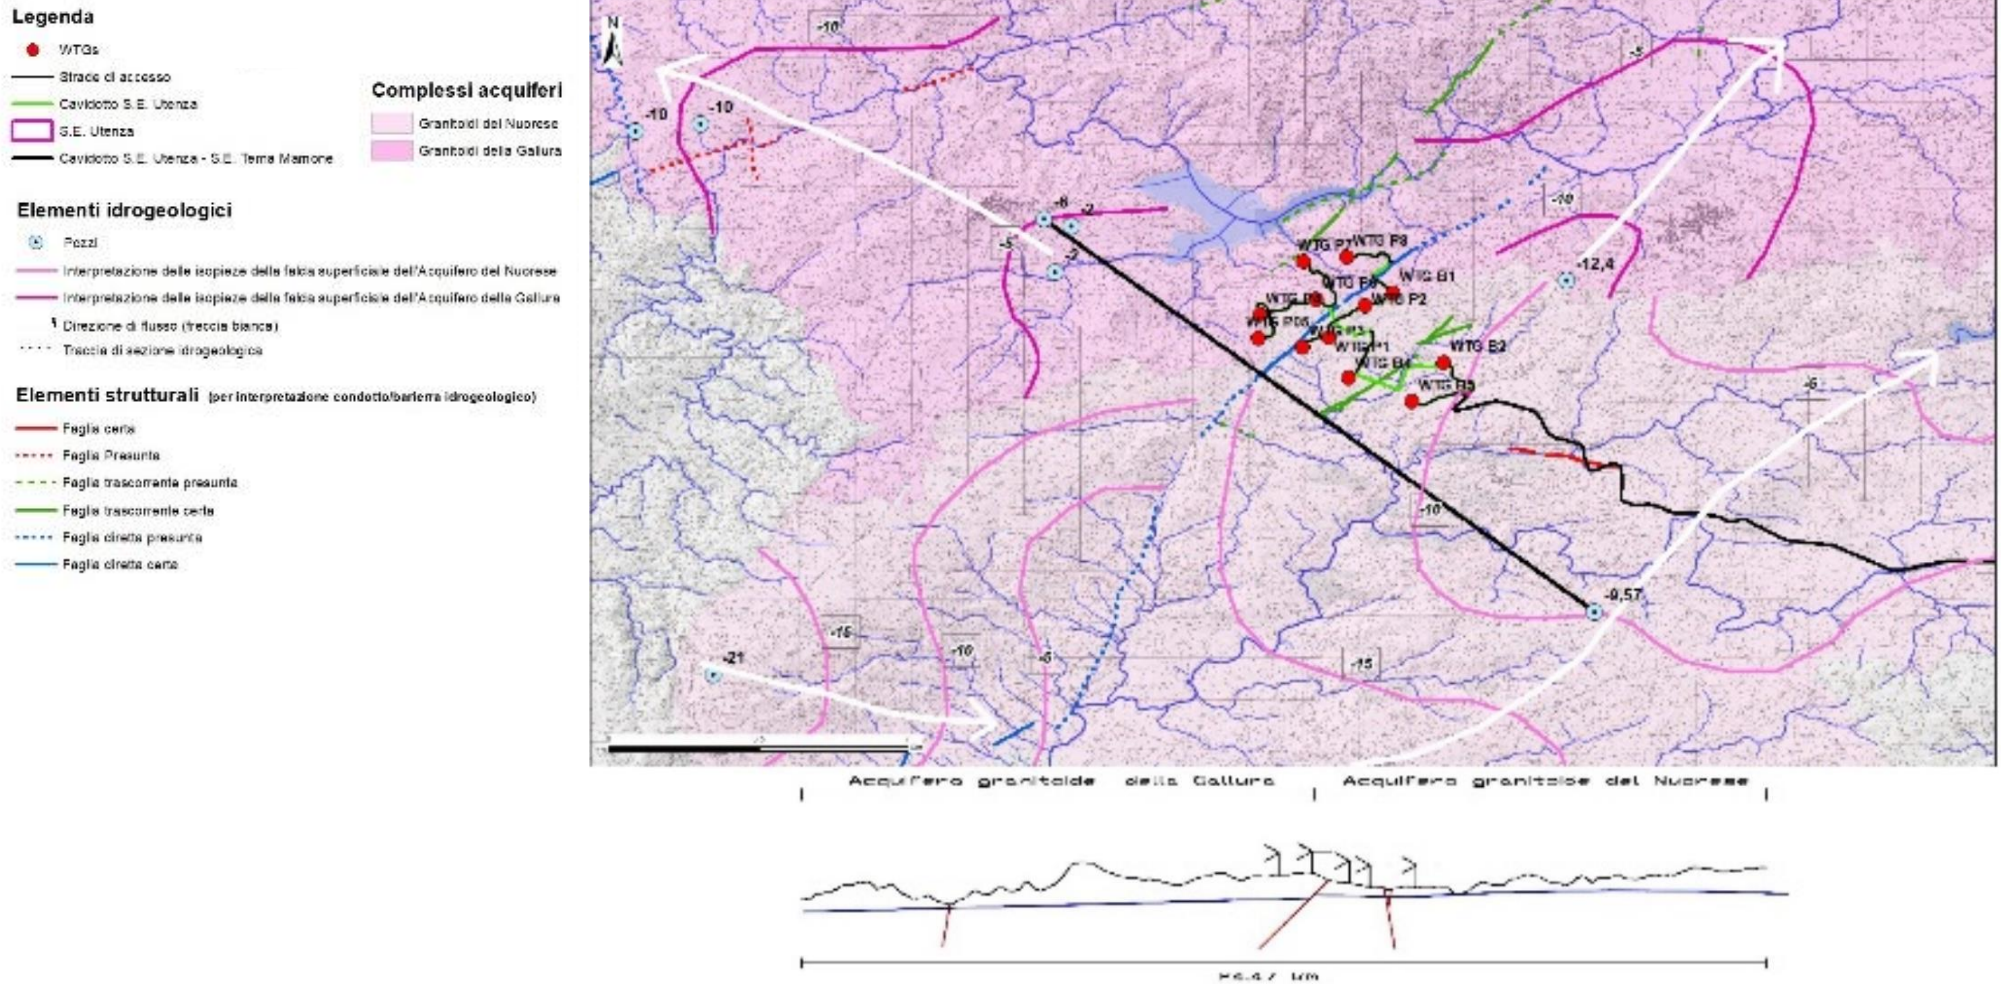 Legenda
WTGs
Strade di accesso
Cavidotto S.E. Utenza
S.E. Utenza
Cavidotto S.E. Utenza - S.E. Terna Mamone
Complessi acquiferi
Granitoidi del Nuorese
Granitoidi della Gallura
Elementi idrogeologici
Pozzi
Interpretazione delle isopieze della falda superficiale dell'Acquifero del Nuorese
Interpretazione delle isopieze della falda superficiale dell'Acquifero della Gallura
Direzione di flusso (freccia bianca)
Traccia di sezione idrogeologica
Elementi strutturali (per interpretazione condotto/barierra idrogeologico)
Faglia certa
Faglia Presunta
Faglia trascorrente presunta
Faglia trascorrente certa
Faglia diretta presunta
Faglia diretta certa
N
-10
-5
-10
-10
-6
-2
-10
-5
-3
-12,4
WTG P7
WTG P8
WTG B1
WTG P2
WTG P1
WTG B4
WTG B2
-10
-9,57
-15
-10
-15
-21
Acquifero granitoide della Gallura
Acquifero granitoide del Nuorese